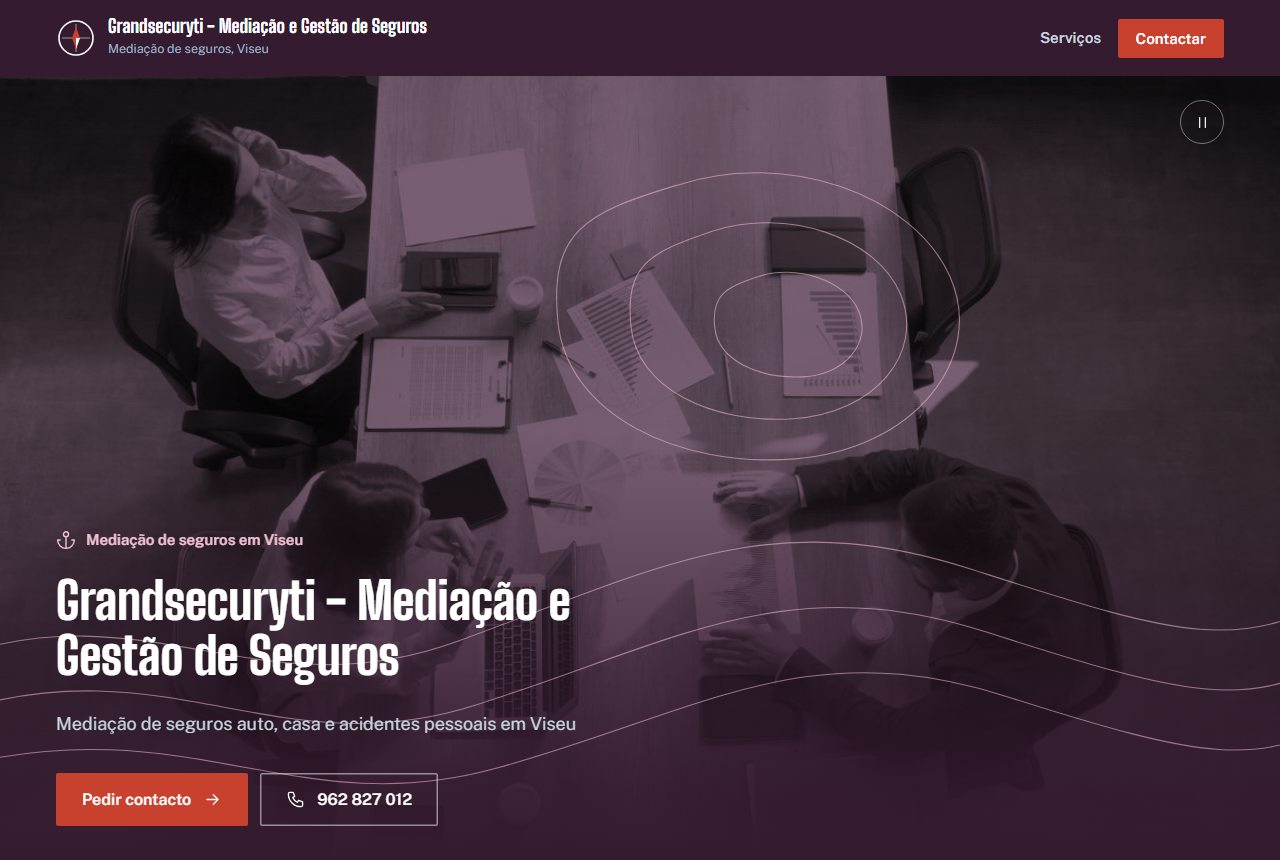 Grandsecuryti - Mediação e Gestão de Seguros
Mediação de seguros, Viseu
Serviços
Contactar
Mediação de seguros em Viseu
Grandsecuryti - Mediação e
Gestão de Seguros
Mediação de seguros auto, casa e acidentes pessoais em Viseu
Pedir contacto
962 827 012